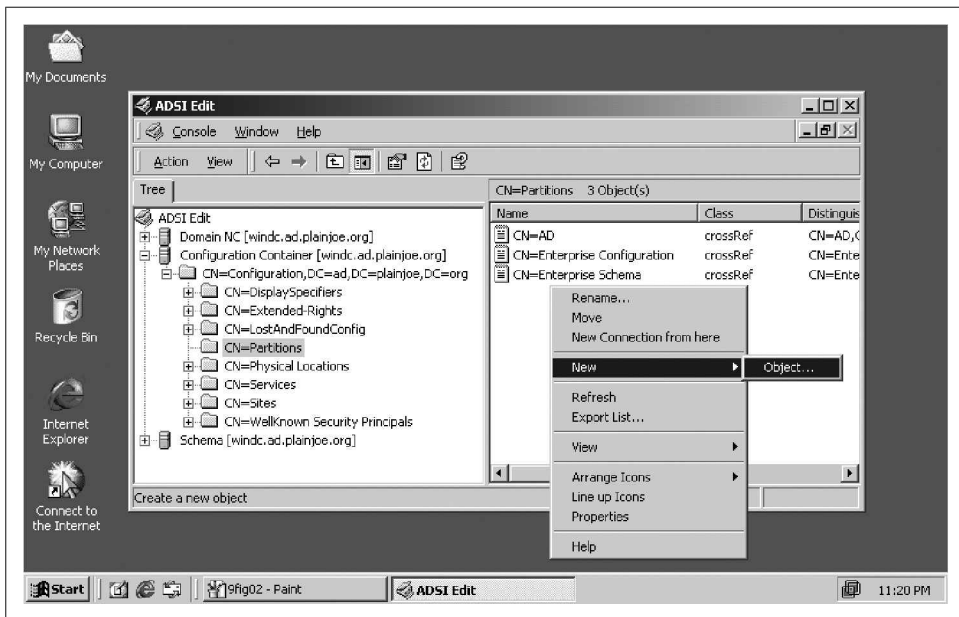 My Documents
My Computer
My Network
Places
Recycle Bin
Internet
Explorer
Connect to
the Internet
ADSI Edit
Console Window Help
Action View
Tree
ADSI Edit
Domain NC [windc.ad.plainjoe.org]
Configuration Container [windc.ad.plainjoe.org]
CN=Configuration,DC=ad,DC=plainjoe,DC=org
CN=DisplaySpecifiers
CN=Extended-Rights
CN=LostAndFoundConfig
CN=Partitions
CN=Physical Locations
CN=Services
CN=Sites
CN=WellKnown Security Principals
Schema [windc.ad.plainjoe.org]
CN=Partitions 3 Object(s)
Name Class Distinguis
CN=AD crossRef CN=AD,C
CN=Enterprise Configuration crossRef CN=Ente
CN=Enterprise Schema crossRef CN=Ente
Rename...
Move
New Connection from here
New Object...
Refresh
Export List...
View
Arrange Icons
Line up Icons
Properties
Help
Create a new object
Start 9fig02 - Paint ADSI Edit 11:20 PM